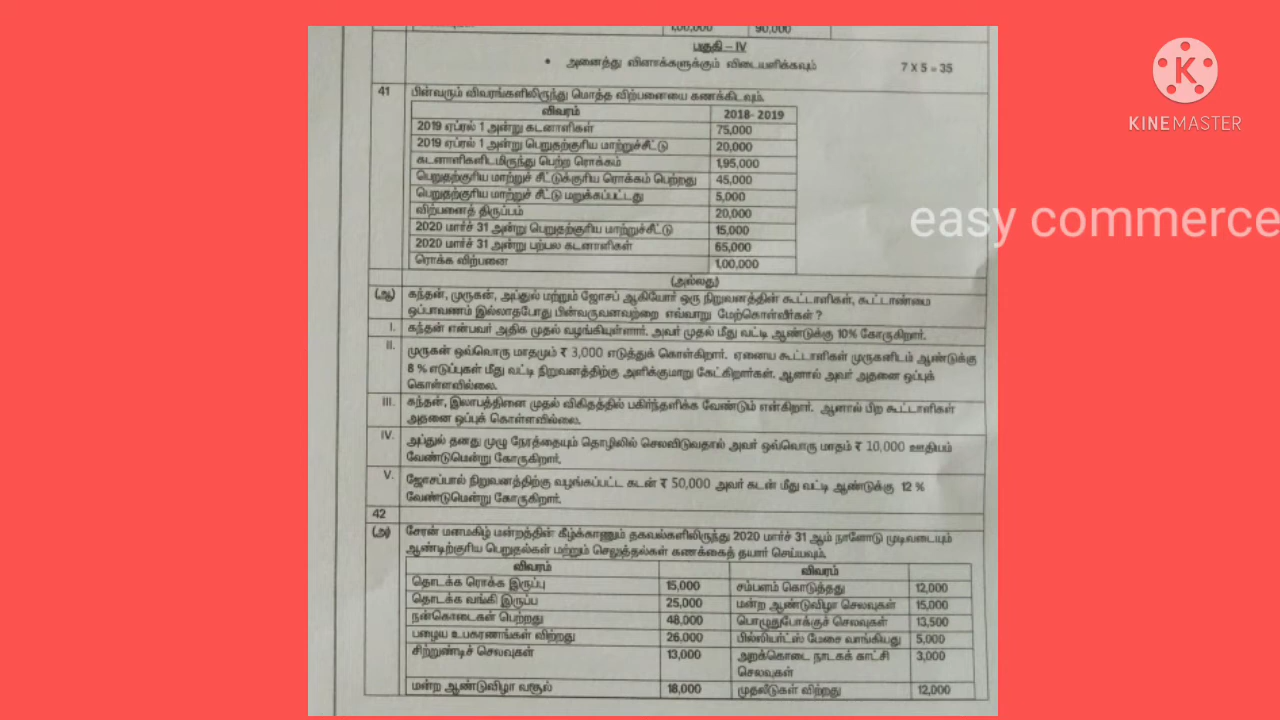 1,00,000 90,000
பகுதி – IV
• அனைத்து வினாக்களுக்கும் விடையளிக்கவும் 7 X 5 = 35
41 பின்வரும் விவரங்களிலிருந்து மொத்த விற்பனையை கணக்கிடவும்.
விவரம் 2018- 2019
2019 ஏப்ரல் 1 அன்று கடனாளிகள் 75,000
2019 ஏப்ரல் 1 அன்று பெறுதற்குரிய மாற்றுச்சீட்டு 20,000
கடனாளிகளிடமிருந்து பெற்ற ரொக்கம் 1,95,000
பெறுதற்குரிய மாற்றுச் சீட்டுக்குரிய ரொக்கம் பெற்றது 45,000
பெறுதற்குரிய மாற்றுச் சீட்டு மறுக்கப்பட்டது 5,000
விற்பனைத் திருப்பம் 20,000
2020 மார்ச் 31 அன்று பெறுதற்குரிய மாற்றுச்சீட்டு 15,000
2020 மார்ச் 31 அன்று பற்பல கடனாளிகள் 65,000
ரொக்க விற்பனை 1,00,000
(அல்லது)
(ஆ) கந்தன், முருகன், அப்துல் மற்றும் ஜோசப் ஆகியோர் ஒரு நிறுவனத்தின் கூட்டாளிகள், கூட்டாண்மை
ஒப்பாவணம் இல்லாதபோது பின்வருவனவற்றை எவ்வாறு மேற்கொள்வீர்கள் ?
I. கந்தன் என்பவர் அதிக முதல் வழங்கியுள்ளார். அவர் முதல் மீது வட்டி ஆண்டுக்கு 10% கோருகிறார்.
II. முருகன் ஒவ்வொரு மாதமும் ₹ 3,000 எடுத்துக் கொள்கிறார். ஏனைய கூட்டாளிகள் முருகனிடம் ஆண்டுக்கு
8 % எடுப்புகள் மீது வட்டி நிறுவனத்திற்கு அளிக்குமாறு கேட்கிறார்கள். ஆனால் அவர் அதனை ஒப்புக்
கொள்ளவில்லை.
III. கந்தன், இலாபத்தினை முதல் விகிதத்தில் பகிர்ந்தளிக்க வேண்டும் என்கிறார். ஆனால் பிற கூட்டாளிகள்
அதனை ஒப்புக் கொள்ளவில்லை.
IV. அப்துல் தனது முழு நேரத்தையும் தொழிலில் செலவிடுவதால் அவர் ஒவ்வொரு மாதம் ₹ 10,000 ஊதியம்
வேண்டுமென்று கோருகிறார்.
V. ஜோசப்பால் நிறுவனத்திற்கு வழங்கப்பட்ட கடன் ₹ 50,000 அவர் கடன் மீது வட்டி ஆண்டுக்கு 12 %
வேண்டுமென்று கோருகிறார்.
42
(அ) சேரன் மனமகிழ் மன்றத்தின் கீழ்க்காணும் தகவல்களிலிருந்து 2020 மார்ச் 31 ஆம் நாளோடு முடிவடையும்
ஆண்டிற்குரிய பெறுதல்கள் மற்றும் செலுத்தல்கள் கணக்கைத் தயார் செய்யவும்.
விவரம் விவரம்
தொடக்க ரொக்க இருப்பு 15,000 சம்பளம் கொடுத்தது 12,000
தொடக்க வங்கி இருப்பு 25,000 மன்ற ஆண்டுவிழா செலவுகள் 15,000
நன்கொடைகள் பெற்றது 48,000 பொழுதுபோக்குச் செலவுகள் 13,500
பழைய உபகரணங்கள் விற்றது 26,000 பில்லியர்ட்ஸ் மேசை வாங்கியது 5,000
சிற்றுண்டிச் செலவுகள் 13,000 அறக்கொடை நாடகக் காட்சி 3,000
செலவுகள்
மன்ற ஆண்டுவிழா வசூல் 18,000 முதலீடுகள் விற்றது 12,000
KINEMASTER
easy commerce